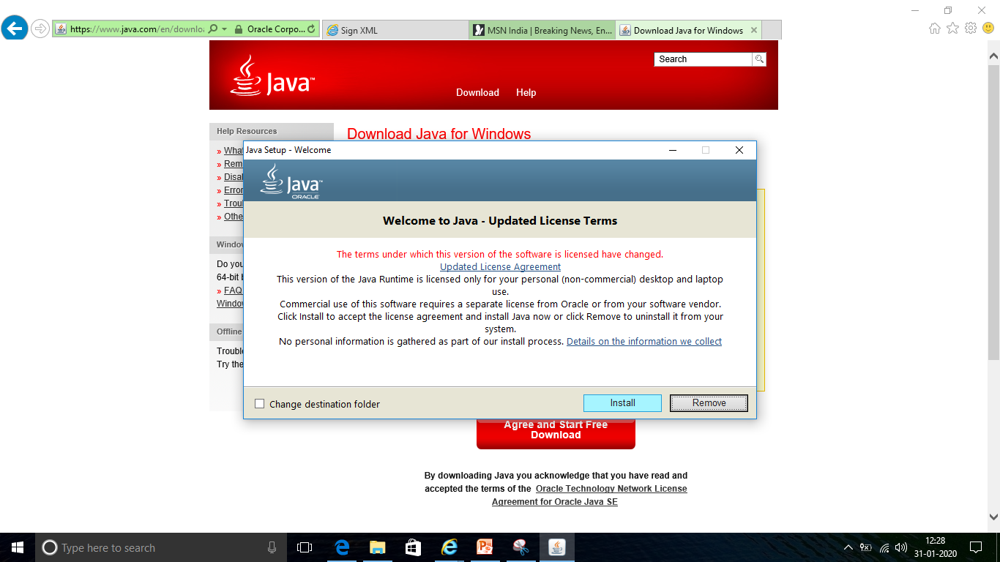 https://www.java.com/en/downlo
Oracle Corpo...
Sign XML
MSN India | Breaking News, En...
Download Java for Windows
Java™
Search
Download Help
Help Resources
Download Java for Windows
» What
» Rem
» Disa
» Error
» Trou
» Othe
Windo
Do you
64-bit
» FAQ
Windo
Offline
Troubl
Try the
Java Setup - Welcome
Java™
ORACLE
Welcome to Java - Updated License Terms
The terms under which this version of the software is licensed have changed.
Updated License Agreement
This version of the Java Runtime is licensed only for your personal (non-commercial) desktop and laptop
use.
Commercial use of this software requires a separate license from Oracle or from your software vendor.
Click Install to accept the license agreement and install Java now or click Remove to uninstall it from your
system.
No personal information is gathered as part of our install process. Details on the information we collect
Change destination folder
Install
Remove
Agree and Start Free
Download
By downloading Java you acknowledge that you have read and
accepted the terms of the Oracle Technology Network License
Agreement for Oracle Java SE
Type here to search
12:28
31-01-2020